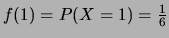 f(1) = P(X = 1) = 1/6